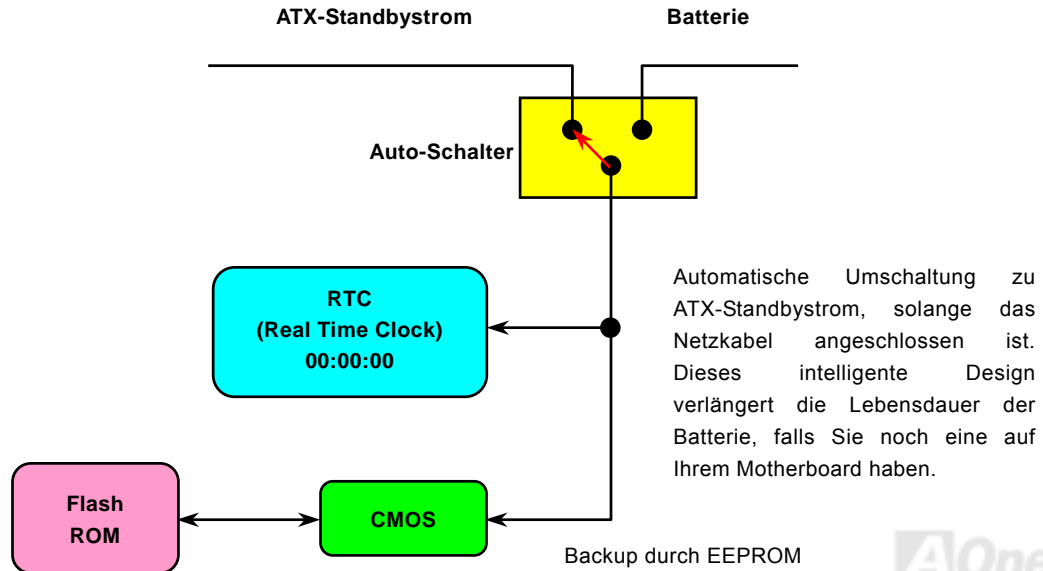 ATX-Standbystrom
Batterie
Auto-Schalter
RTC
(Real Time Clock)
00:00:00
Automatische Umschaltung zu
ATX-Standbystrom, solange das
Netzkabel angeschlossen ist.
Dieses intelligente Design
verlängert die Lebensdauer der
Batterie, falls Sie noch eine auf
Ihrem Motherboard haben.
Flash
ROM
CMOS
Backup durch EEPROM